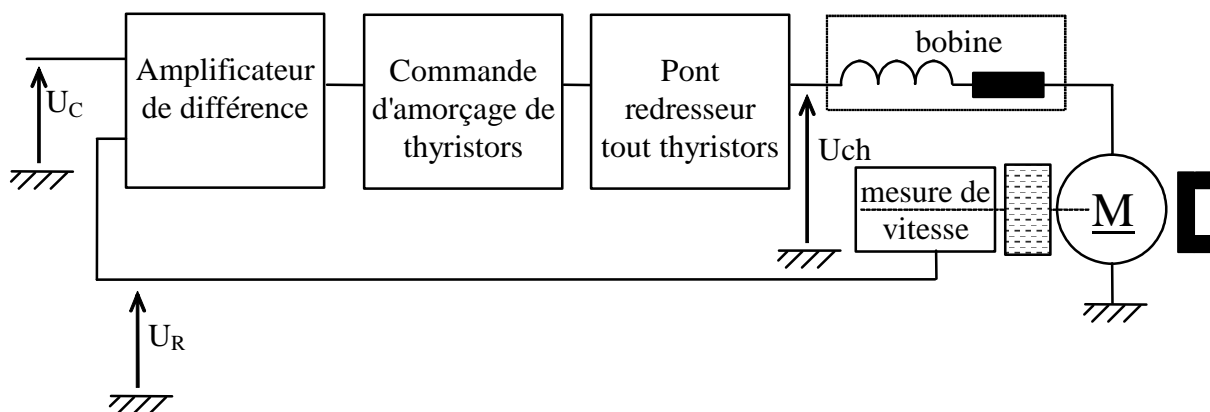 Amplificateur
de différence
Commande
d'amorçage de
thyristors
Pont
redresseur
tout thyristors
bobine
U_C
Uch
mesure de
vitesse
M
U_R